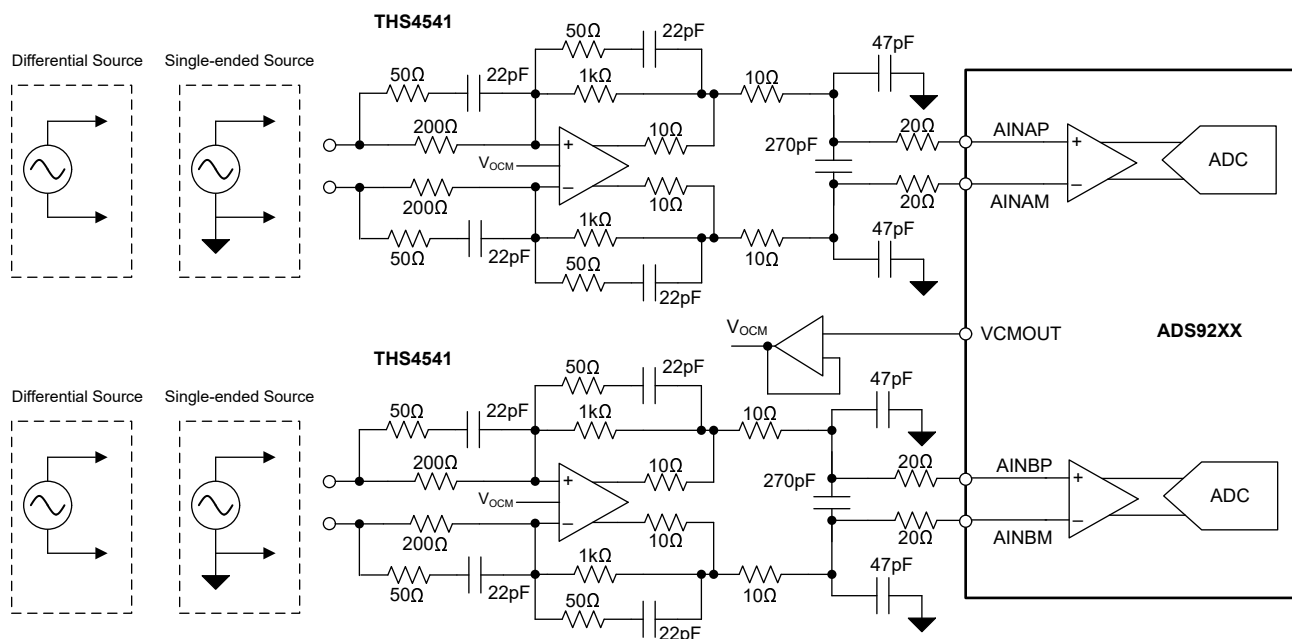 THS4541
Differential Source
Single-ended Source
50Ω
22pF
47pF
50Ω
22pF
1kΩ
10Ω
200Ω
10Ω
20Ω
AINAP
+
+
VOCM
270pF
ADC
−
−
200Ω
10Ω
20Ω
AINAM
50Ω
22pF
1kΩ
10Ω
47pF
50Ω
22pF
VOCM
VCMOUT
ADS92XX
THS4541
Differential Source
Single-ended Source
50Ω
22pF
47pF
50Ω
22pF
1kΩ
10Ω
200Ω
10Ω
20Ω
AINBP
+
+
VOCM
270pF
ADC
−
−
200Ω
10Ω
20Ω
AINBM
50Ω
22pF
1kΩ
10Ω
47pF
50Ω
22pF